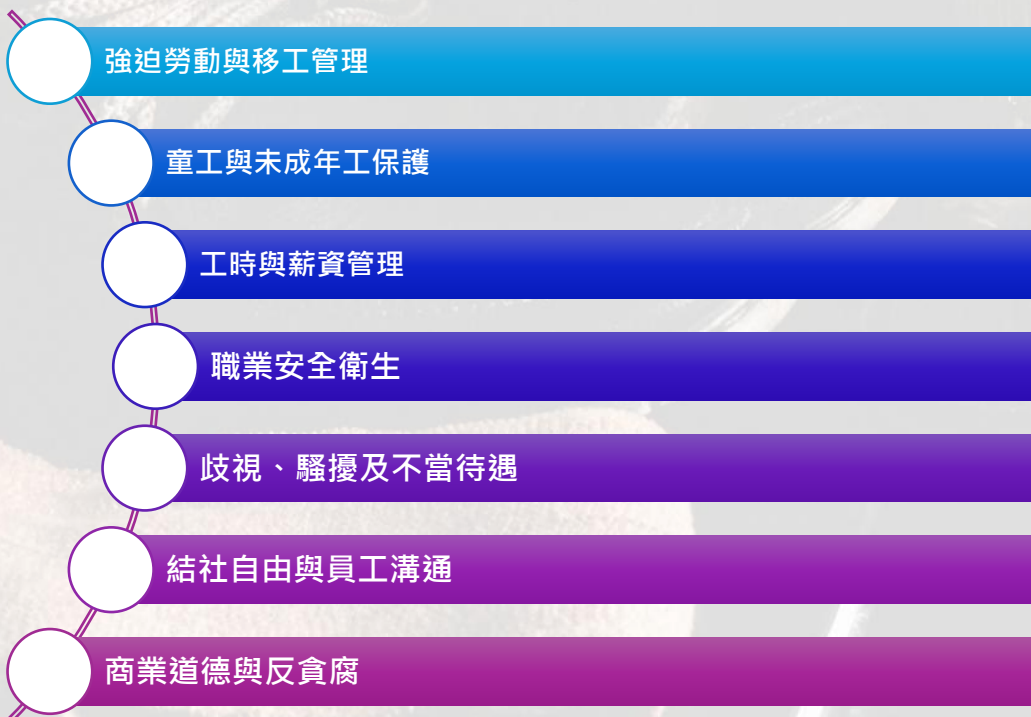 強迫勞動與移工管理
童工與未成年工保護
工時與薪資管理
職業安全衛生
歧視、騷擾及不當待遇
結社自由與員工溝通
商業道德與反貪腐